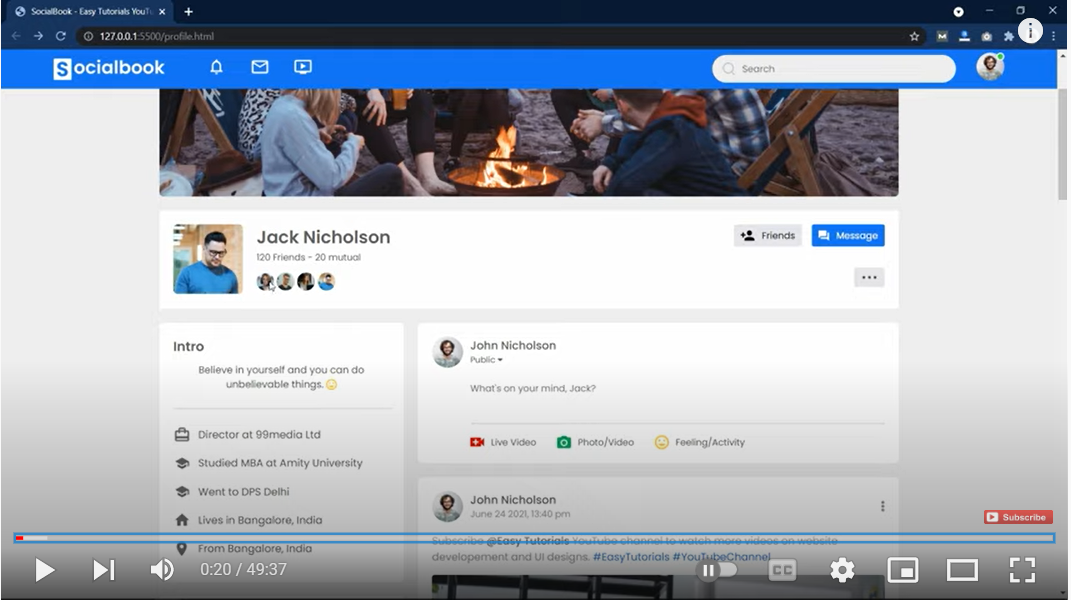 SocialBook - Easy Tutorials YouTu
127.0.0.1:5500/profile.html
Socialbook
Search
Jack Nicholson
120 Friends - 20 mutual
Friends
Message
Intro
Believe in yourself and you can do
unbelievable things.
Director at 99media Ltd
Studied MBA at Amity University
Went to DPS Delhi
Lives in Bangalore, India
From Bangalore, India
John Nicholson
Public
What's on your mind, Jack?
Live Video
Photo/Video
Feeling/Activity
John Nicholson
June 24 2021, 13:40 pm
Subscribe @Easy Tutorials YouTube channel to watch more videos on website
developement and UI designs. #EasyTutorials #YouTubeChannel
Subscribe
0:20 / 49:37
CC